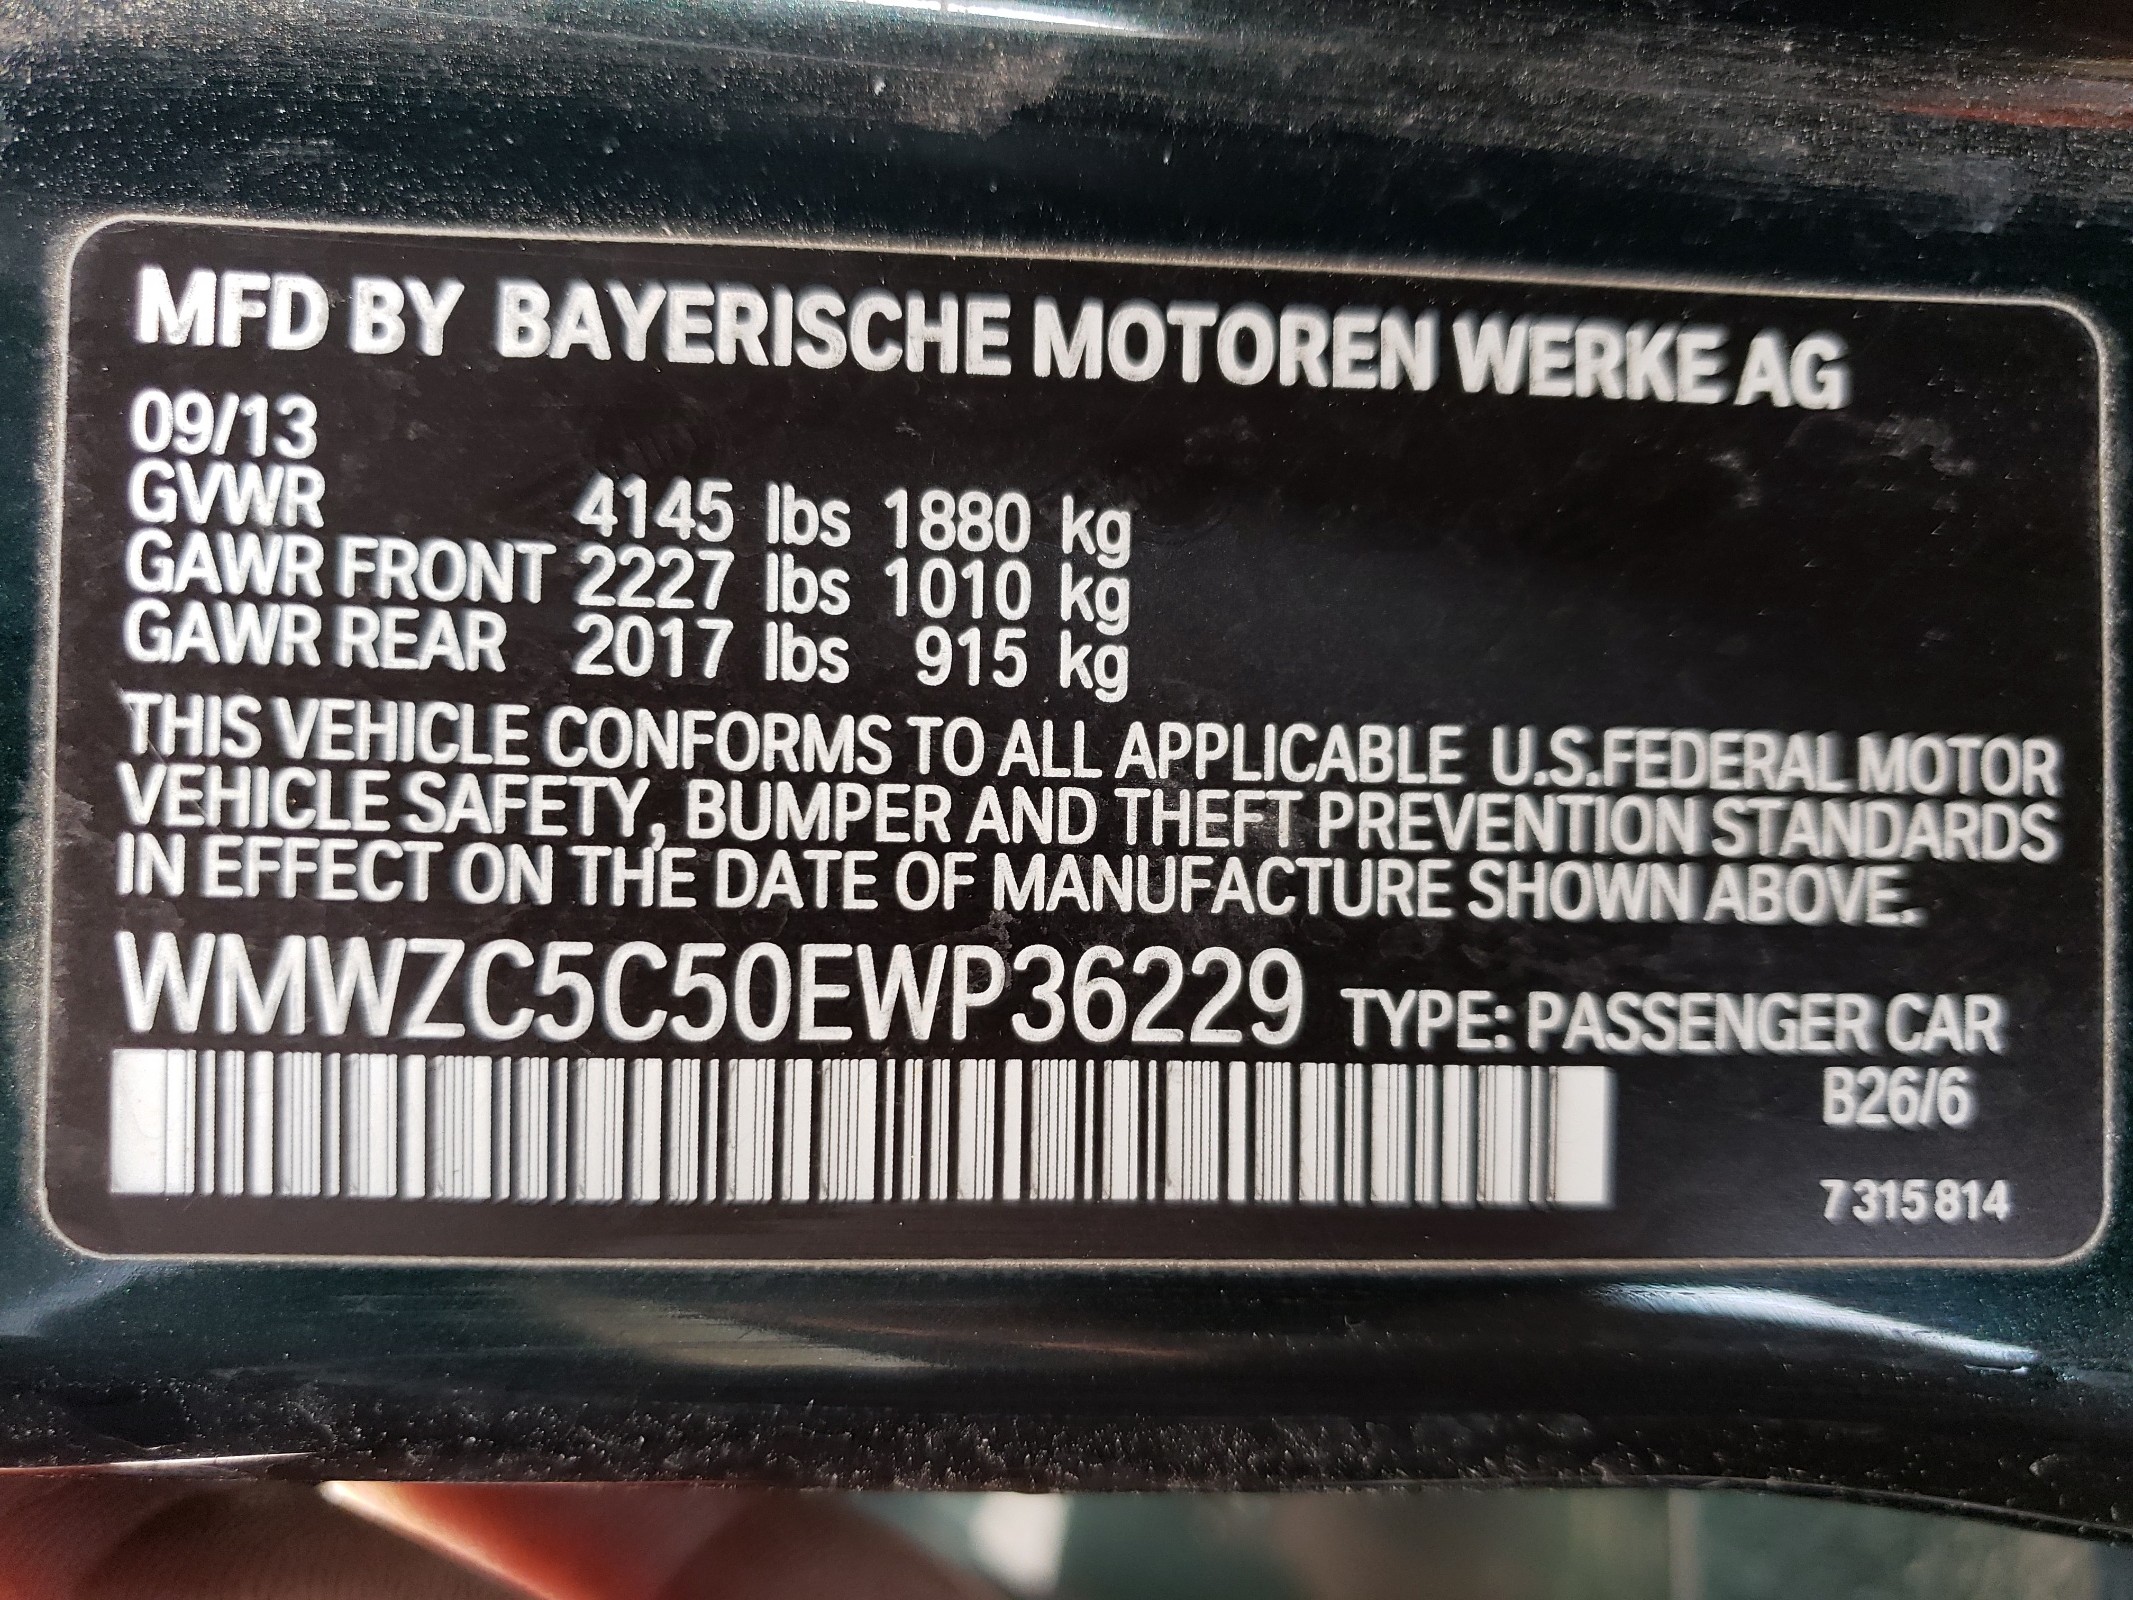 MFD BY BAYERISCHE MOTOREN WERKE AG
09/13
GVWR 4145 lbs 1880 kg
GAWR FRONT 2227 lbs 1010 kg
GAWR REAR 2017 lbs 915 kg
THIS VEHICLE CONFORMS TO ALL APPLICABLE U.S.FEDERAL MOTOR
VEHICLE SAFETY, BUMPER AND THEFT PREVENTION STANDARDS
IN EFFECT ON THE DATE OF MANUFACTURE SHOWN ABOVE.
WMWZC5C50EWP36229 TYPE: PASSENGER CAR
B26/6
7 315 814